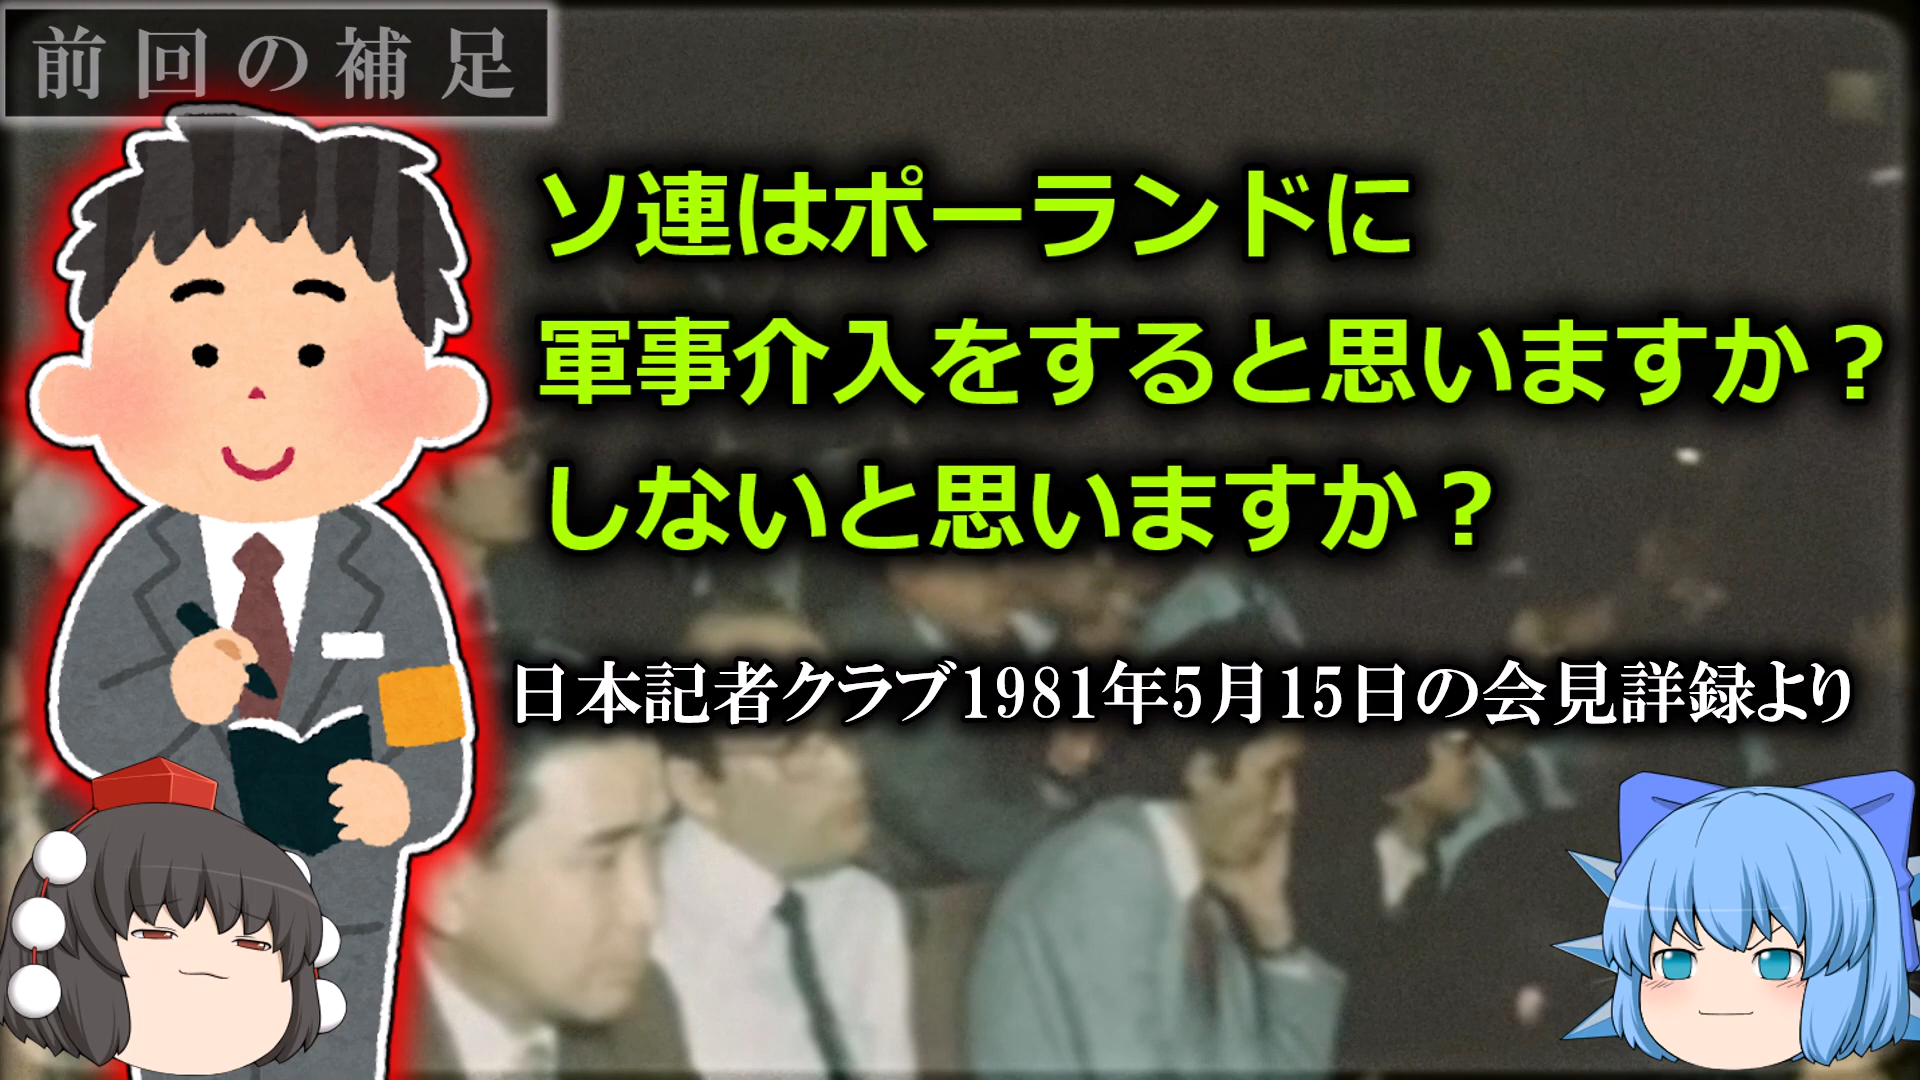 前回の補足
ソ連はポーランドに
軍事介入をすると思いますか？
しないと思いますか？
日本記者クラブ1981年5月15日の会見詳録より